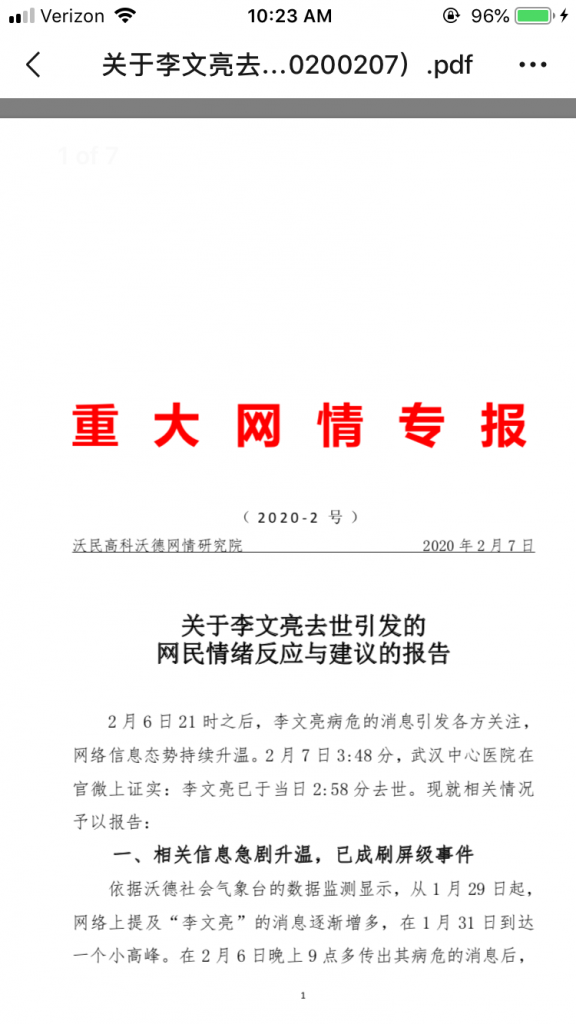 Verizon 10:23 AM 96%
关于李文亮去...0200207）.pdf
1 of 7
重大网情专报
（2020-2 号）
沃民高科沃德网情研究院 2020 年 2 月 7 日
关于李文亮去世引发的
网民情绪反应与建议的报告
2 月 6 日 21 时之后，李文亮病危的消息引发各方关注，
网络信息态势持续升温。2 月 7 日 3:48 分，武汉中心医院在
官微上证实：李文亮已于当日 2:58 分去世。现就相关情况
予以报告：
一、相关信息急剧升温，已成刷屏级事件
依据沃德社会气象台的数据监测显示，从 1 月 29 日起，
网络上提及“李文亮”的消息逐渐增多，在 1 月 31 日到达
一个小高峰。在 2 月 6 日晚上 9 点多传出其病危的消息后，
1